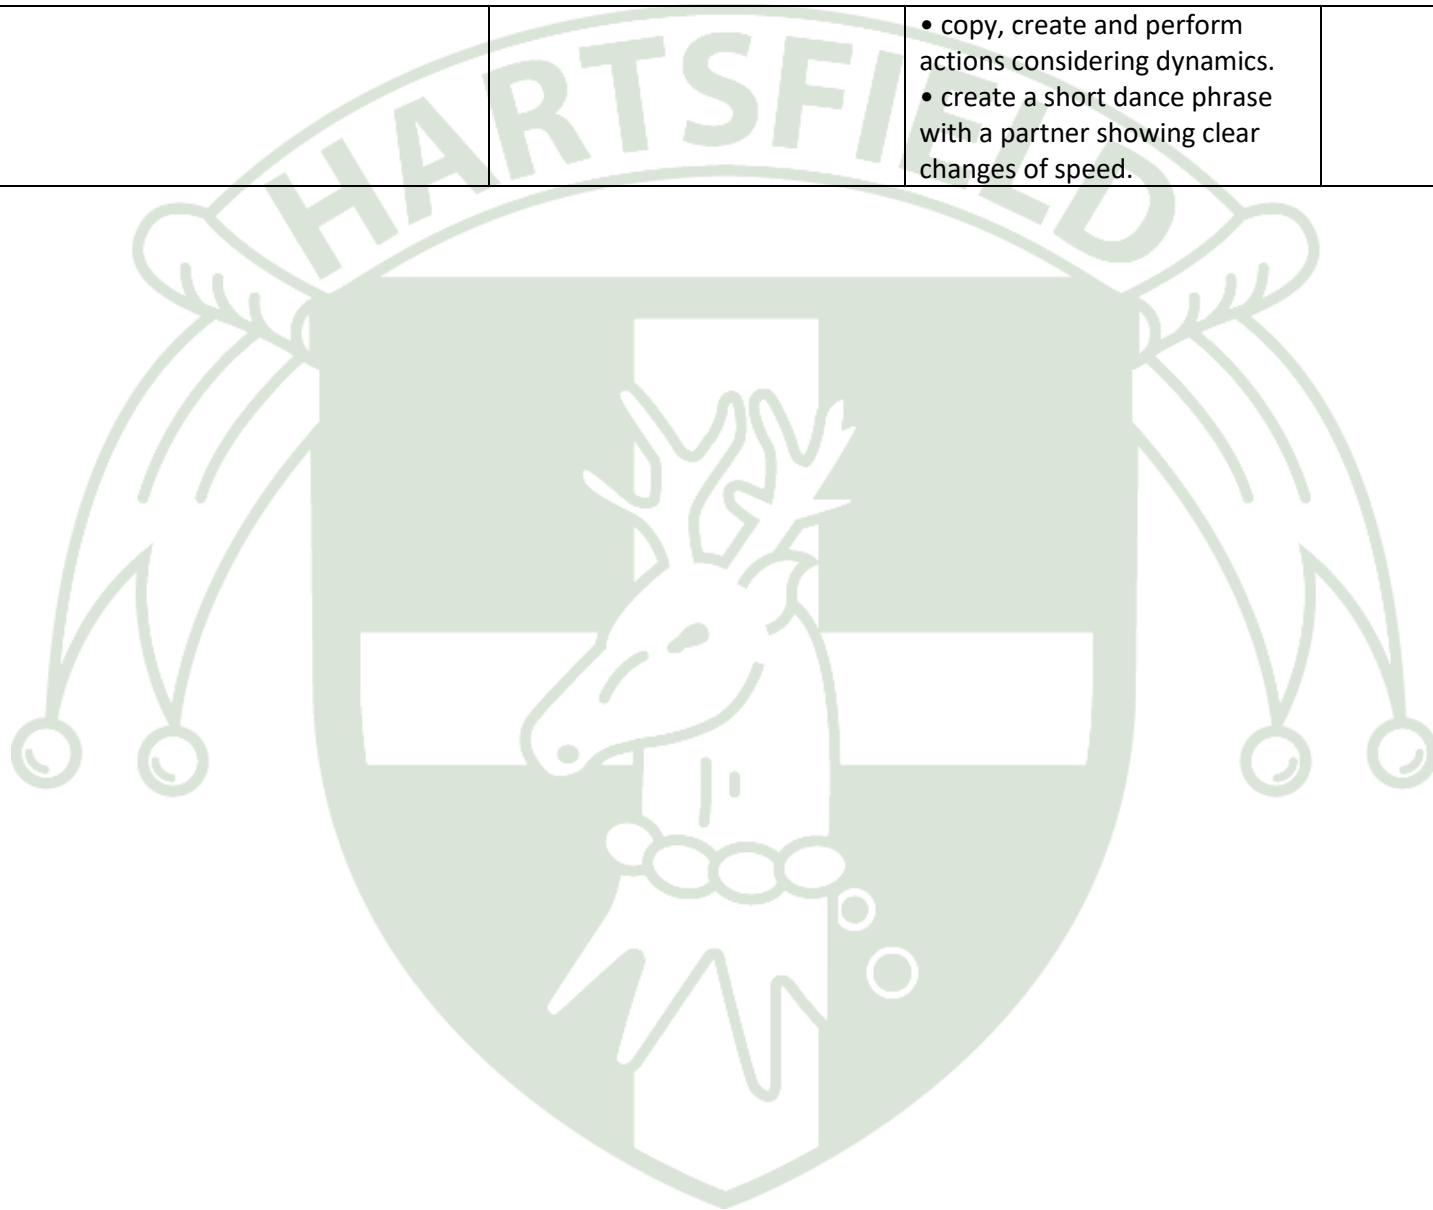 HARTSFIELD
• copy, create and perform
actions considering dynamics.
• create a short dance phrase
with a partner showing clear
changes of speed.